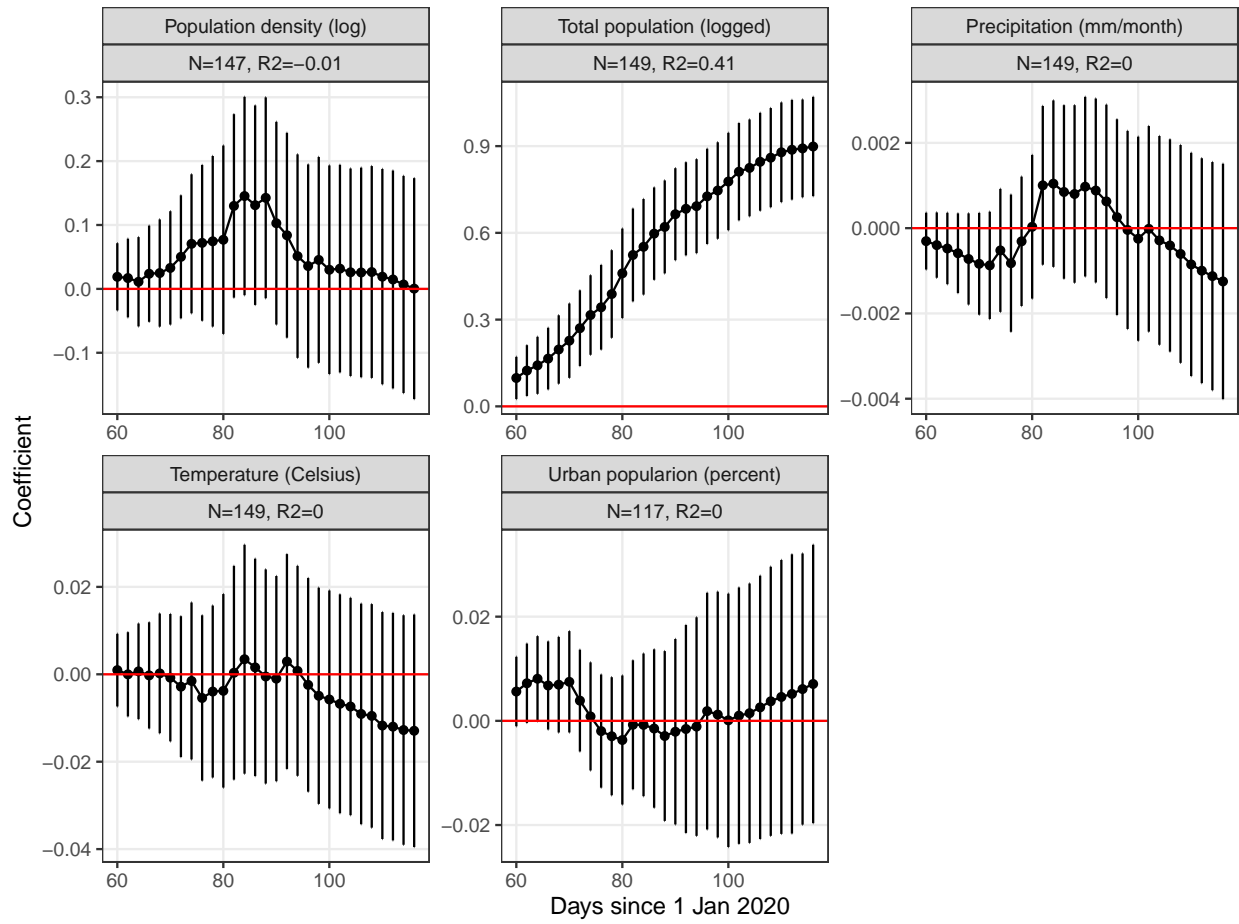 Population density (log)
N=147, R2=−0.01
0.3
0.2
0.1
0.0
−0.1
60
80
100
Total population (logged)
N=149, R2=0.41
0.9
0.6
0.3
0.0
60
80
100
Precipitation (mm/month)
N=149, R2=0
0.002
0.000
−0.002
−0.004
60
80
100
Coefficient
Temperature (Celsius)
N=149, R2=0
0.02
0.00
−0.02
−0.04
60
80
100
Urban popularion (percent)
N=117, R2=0
0.02
0.00
−0.02
60
80
100
Days since 1 Jan 2020